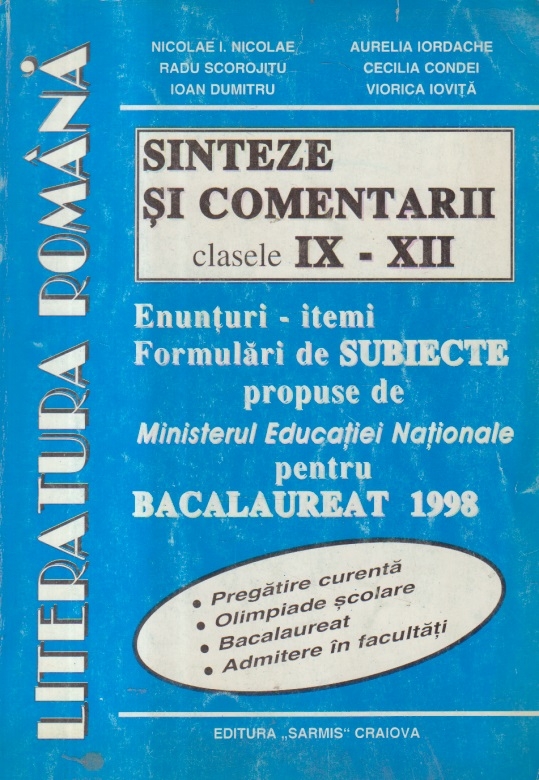 LITERATURA ROMÂNĂ
NICOLAE I. NICOLAE
RADU SCOROJITU
IOAN DUMITRU
AURELIA IORDACHE
CECILIA CONDEI
VIORICA IOVIȚĂ
SINTEZE
ȘI COMENTARII
clasele IX - XII
Enunțuri - itemi
Formulări de SUBIECTE
propuse de
Ministerul Educației Naționale
pentru
BACALAUREAT 1998
• Pregătire curentă
• Olimpiade școlare
• Bacalaureat
• Admitere în facultăți
EDITURA „SARMIS" CRAIOVA